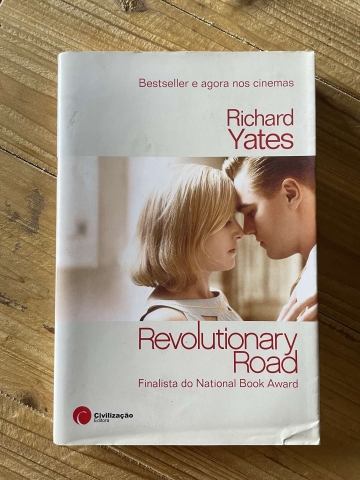 Bestseller e agora nos cinemas
Richard
Yates
Revolutionary
Road
Finalista do National Book Award
Civilização
Editora